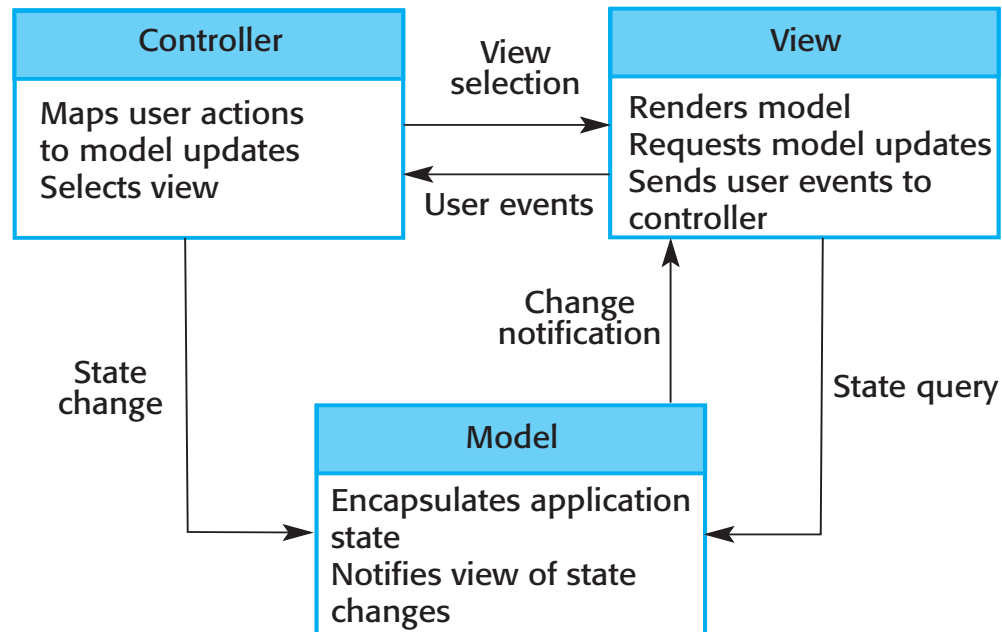 Controller
Maps user actions
to model updates
Selects view
View
selection
User events
View
Renders model
Requests model updates
Sends user events to
controller
State
change
Change
notification
State query
Model
Encapsulates application
state
Notifies view of state
changes